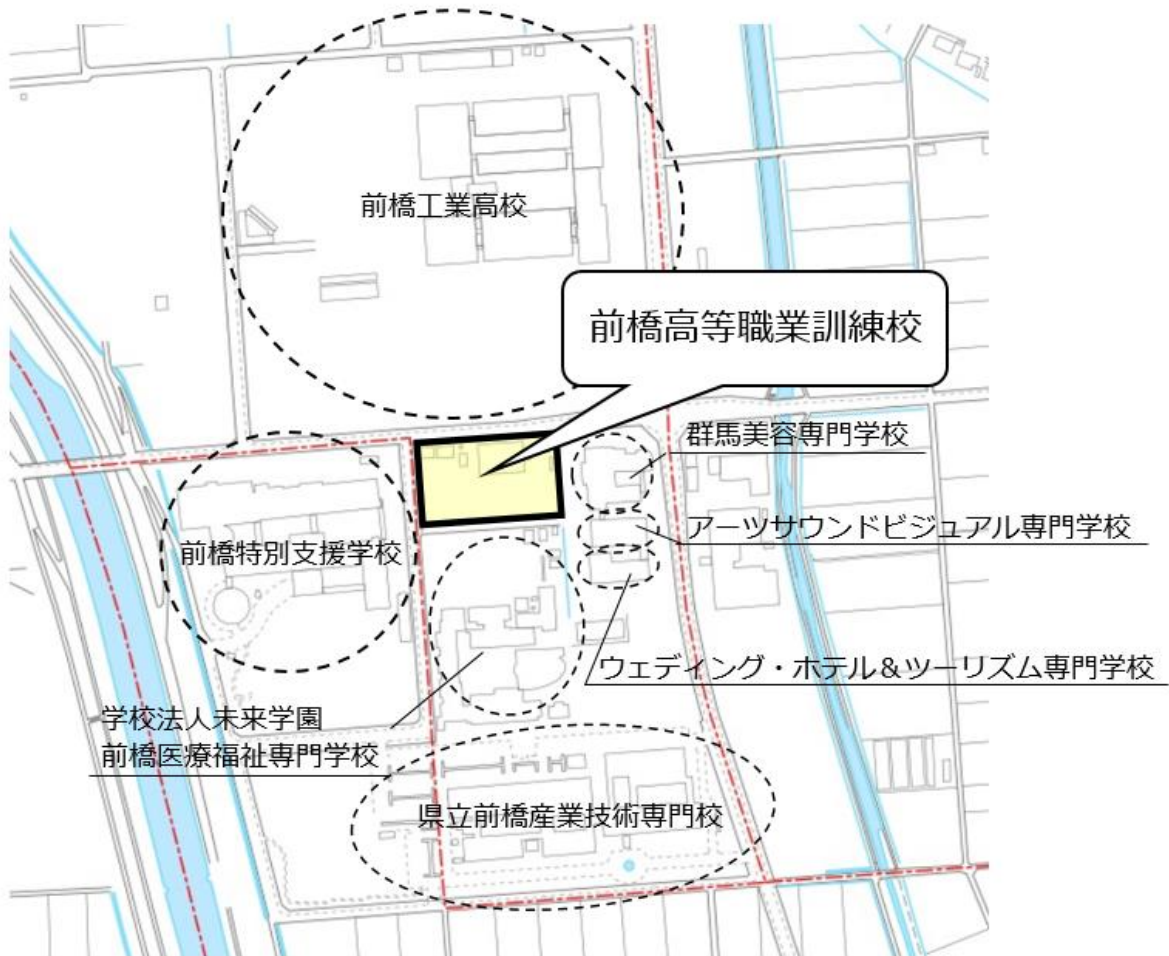 前橋工業高校
前橋高等職業訓練校
群馬美容専門学校
アーツサウンドビジュアル専門学校
前橋特別支援学校
ウェディング・ホテル＆ツーリズム専門学校
学校法人未来学園
前橋医療福祉専門学校
県立前橋産業技術専門校